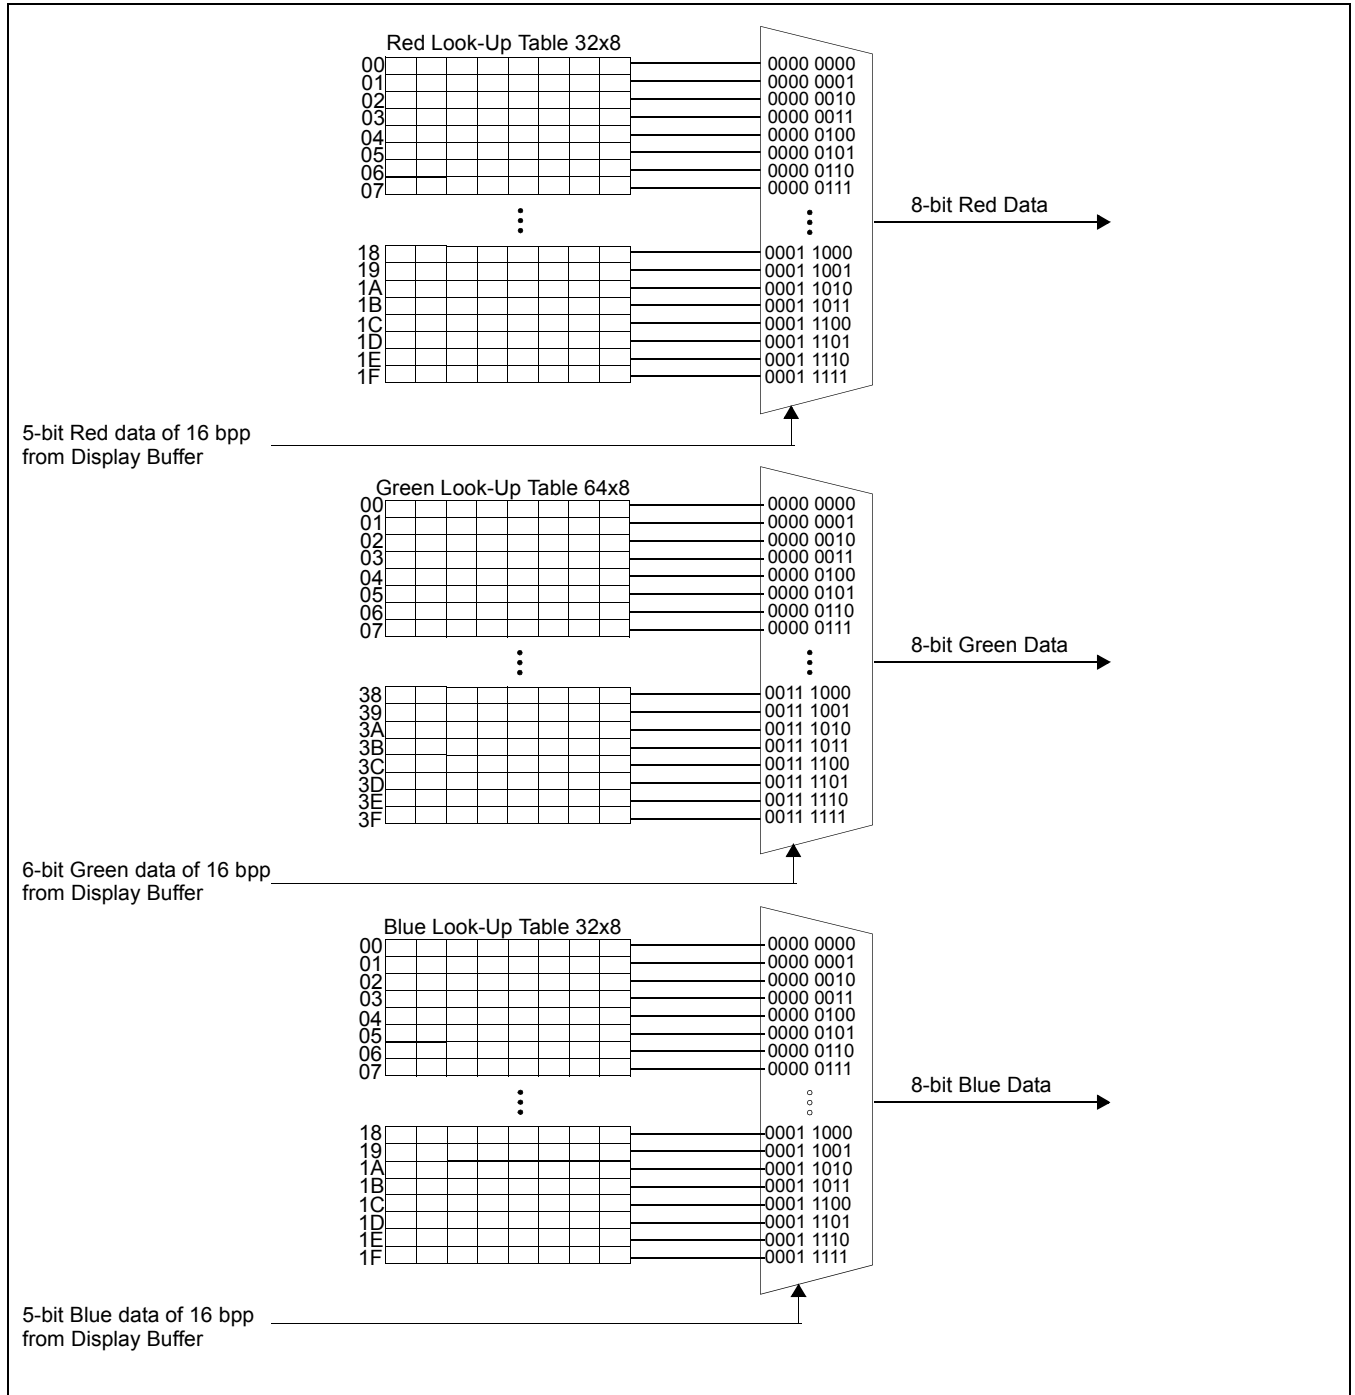 Red Look-Up Table 32x8
00 0000 0000
01 0000 0001
02 0000 0010
03 0000 0011
04 0000 0100
05 0000 0101
06 0000 0110
07 0000 0111
8-bit Red Data
18 0001 1000
19 0001 1001
1A 0001 1010
1B 0001 1011
1C 0001 1100
1D 0001 1101
1E 0001 1110
1F 0001 1111
5-bit Red data of 16 bpp
from Display Buffer
Green Look-Up Table 64x8
00 0000 0000
01 0000 0001
02 0000 0010
03 0000 0011
04 0000 0100
05 0000 0101
06 0000 0110
07 0000 0111
8-bit Green Data
38 0011 1000
39 0011 1001
3A 0011 1010
3B 0011 1011
3C 0011 1100
3D 0011 1101
3E 0011 1110
3F 0011 1111
6-bit Green data of 16 bpp
from Display Buffer
Blue Look-Up Table 32x8
00 0000 0000
01 0000 0001
02 0000 0010
03 0000 0011
04 0000 0100
05 0000 0101
06 0000 0110
07 0000 0111
8-bit Blue Data
18 0001 1000
19 0001 1001
1A 0001 1010
1B 0001 1011
1C 0001 1100
1D 0001 1101
1E 0001 1110
1F 0001 1111
5-bit Blue data of 16 bpp
from Display Buffer